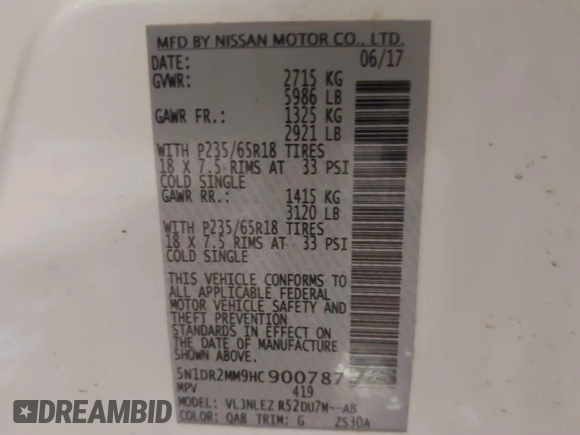 MFD BY NISSAN MOTOR CO., LTD.
DATE: 06/17
GVWR: 2715 KG
5986 LB
GAWR FR.: 1325 KG
2921 LB
WITH P235/65R18 TIRES
18 X 7.5 RIMS AT 33 PSI
COLD SINGLE
GAWR RR.: 1415 KG
3120 LB
WITH P235/65R18 TIRES
18 X 7.5 RIMS AT 33 PSI
COLD SINGLE
THIS VEHICLE CONFORMS TO
ALL APPLICABLE FEDERAL
MOTOR VEHICLE SAFETY AND
THEFT PREVENTION
STANDARDS IN EFFECT ON
THE DATE OF MANUFACTURE
SHOWN ABOVE.
5N1DR2MM9HC
MPV 419
MODEL: VLJNLEZ R52DU7M--AB
COLOR: QAB TRIM: G ZS30A
DEALERS CLUB